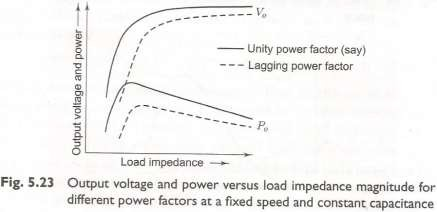 Output voltage and power
Vo
Unity power factor (say)
Lagging power factor
Po
Load impedance
Fig. 5.23 Output voltage and power versus load impedance magnitude for
different power factors at a fixed speed and constant capacitance